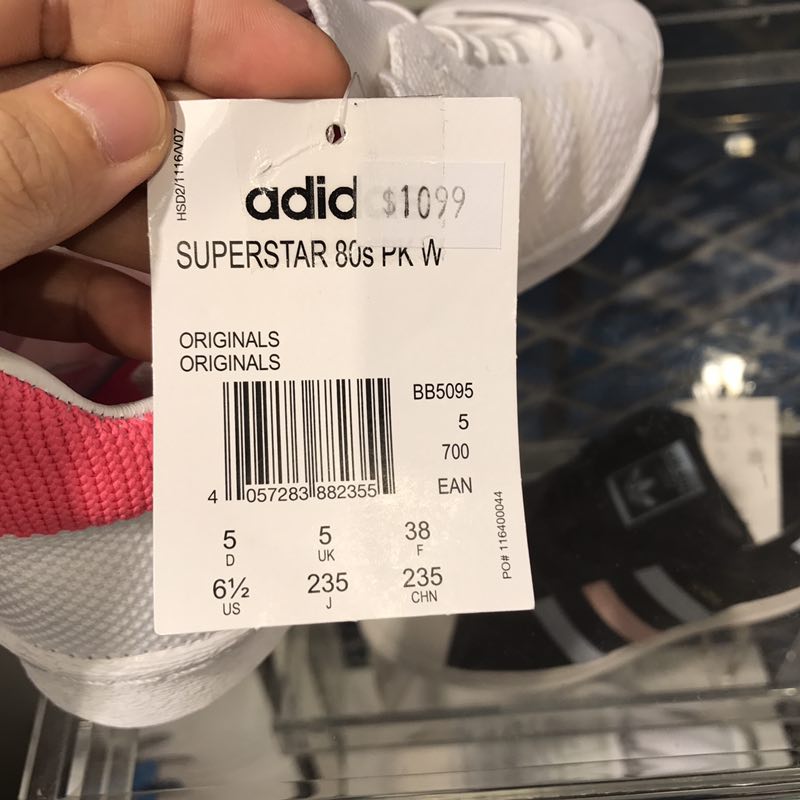 HSD2/1116/V07
adid
$1099
SUPERSTAR 80s PK W
ORIGINALS
ORIGINALS
BB5095
5
700
EAN
4 057283 882355
5 5 38
D UK F
6½ 235 235
US J CHN
PO# 116400044